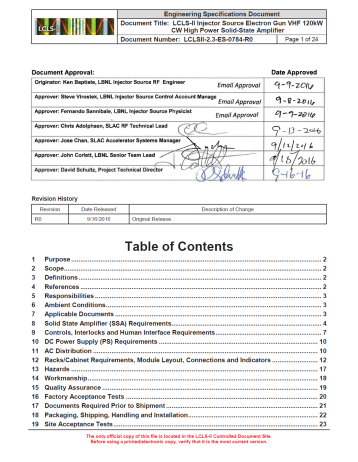 LCLS-II
Engineering Specifications Document
Document Title: LCLS-II Injector Source Electron Gun VHF 120kW
CW High Power Solid-State Amplifier
Document Number: LCLSII-2.3-ES-0784-R0 Page 1 of 24
Document Approval: Date Approved
Originator: Ken Baptiste, LBNL Injector Source RF Engineer Email Approval 9-9-2016
Approver: Steve Virostek, LBNL Injector Source Control Account Manage Email Approval 9-8-2016
Approver: Fernando Sannibale, LBNL Injector Source Physicist Email Approval 9-9-2016
Approver: Chris Adolphsen, SLAC RF Technical Lead 9-13-2016
Approver: Jose Chan, SLAC Accelerator Systems Manager 9/12/2016
Approver: John Corlett, LBNL Senior Team Lead 9/15/2016
Approver: David Schultz, Project Technical Director 9-16-16
Revision History
Revision Date Released Description of Change
R0 9/16/2016 Original Release.
Table of Contents
1 Purpose ... 2
2 Scope ... 2
3 Definitions ... 2
4 References ... 2
5 Responsibilities ... 3
6 Ambient Conditions ... 3
7 Applicable Documents ... 3
8 Solid State Amplifier (SSA) Requirements ... 4
9 Controls, Interlocks and Human Interface Requirements ... 7
10 DC Power Supply (PS) Requirements ... 10
11 AC Distribution ... 10
12 Racks/Cabinet Requirements, Module Layout, Connections and Indicators ... 12
13 Hazards ... 17
14 Workmanship ... 18
15 Quality Assurance ... 19
16 Factory Acceptance Tests ... 20
17 Documents Required Prior to Shipment ... 21
18 Packaging, Shipping, Handling and Installation ... 22
19 Site Acceptance Tests ... 23
The only official copy of this file is located in the LCLS-II Controlled Document Site.
Before using a printed/electronic copy, verify that it is the most current version.